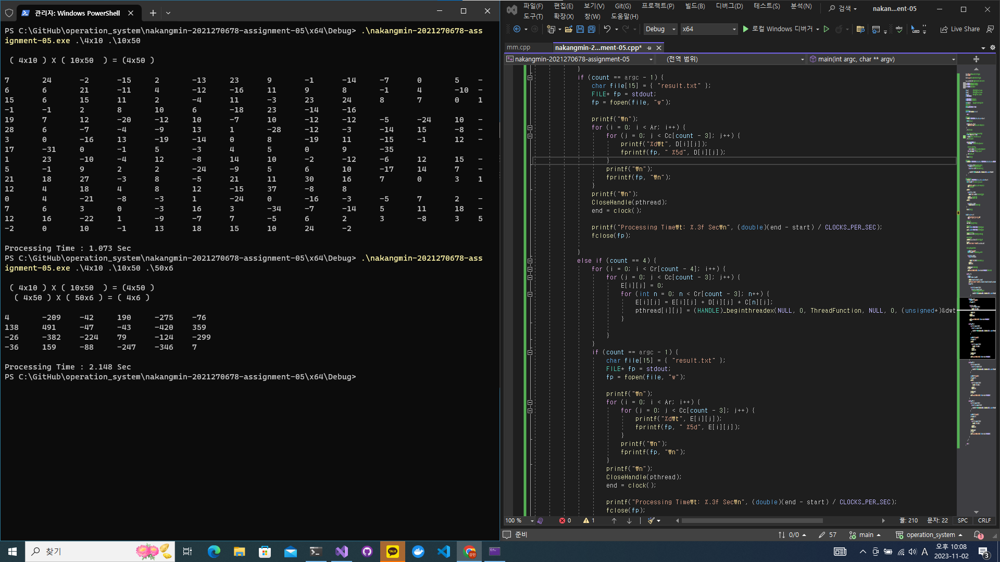 관리자: Windows PowerShell
PS C:\GitHub\operation_system\nakangmin-2021270678-assignment-05\x64\Debug> .\nakangmin-2021270678-ass
ignment-05.exe .\4x10 .\10x50
( 4x10 ) X ( 10x50  ) = (4x50 )
7 24 -2 -15 2 -13 23 9 -1 -14 -7 0 5 -
6 6 21 -11 4 -12 -16 11 9 8 -1 4 -10 -
15 6 15 11 2 -4 11 -3 23 24 8 7 0 1
-1 -1 2 8 10 6 -18 23 -14 -16
19 7 12 -20 -12 10 -7 10 -12 -12 -5 -24 10 -
28 6 -7 -4 -9 13 1 -28 -12 -3 -14 15 -8 -
3 0 -16 13 -19 -14 0 8 -19 11 -15 -1 12 -
17 -31 0 -1 5 -3 4 5 0 9 -35
1 23 -10 -4 12 -8 14 10 -2 -12 -6 12 15 -
5 -1 9 2 2 -24 -9 5 6 10 -17 14 7 -
21 18 27 -3 8 -5 21 11 30 16 7 0 3 1
12 4 18 4 8 12 -15 37 -8 8
0 4 -21 -8 -3 1 -24 0 -16 -3 -5 7 2 -
7 6 3 0 -3 16 3 -34 -7 -14 5 11 18 -
12 16 -22 1 -9 -7 7 -5 6 2 3 -8 3 5
-2 0 10 -1 13 18 15 10 24 -2
Processing Time : 1.073 Sec
PS C:\GitHub\operation_system\nakangmin-2021270678-assignment-05\x64\Debug> .\nakangmin-2021270678-ass
ignment-05.exe .\4x10 .\10x50 .\50x6
( 4x10 ) X ( 10x50  ) = (4x50 )
( 4x50 ) X ( 50x6 ) = ( 4x6 )
4 -209 -42 190 -275 -76
138 491 -47 -43 -420 359
-26 -382 -224 79 -124 -299
-36 159 -88 -247 -346 7
Processing Time : 2.148 Sec
PS C:\GitHub\operation_system\nakangmin-2021270678-assignment-05\x64\Debug>
파일(F) 편집(E) 보기(V) Git(G) 프로젝트(P) 빌드(B) 디버그(D) 테스트(S) 분석(N) 검색 nakan...ent-05
도구(T) 확장(X) 창(W) 도움말(H)
Debug x64 로컬 Windows 디버거 Live Share
mm.cpp nakangmin-2...ment-05.cpp*
nakangmin-2021270678-assignment-05 (전역 범위) main(int argc, char ** argv)
}
if (count == argc - 1) {
char file[15] = { "result.txt" };
FILE* fp = stdout;
fp = fopen(file, "w");
printf("₩n");
for (i = 0; i < Ar; i++) {
for (j = 0; j < Cc[count - 3]; j++) {
printf("%d₩t", D[i][j]);
fprintf(fp, " %5d", D[i][j]);
}
printf("₩n");
fprintf(fp, "₩n");
}
printf("₩n");
CloseHandle(pthread);
end = clock();
printf("Processing Time₩t: %.3f Sec₩n", (double)(end - start) / CLOCKS_PER_SEC);
fclose(fp);
}
else if (count == 4) {
for (i = 0; i < Cr[count - 4]; i++) {
for (j = 0; j < Cc[count - 3]; j++) {
E[i][j] = 0;
for (int n = 0; n < Cr[count - 3]; n++) {
E[i][j] = E[i][j] + D[i][j] * C[n][j];
pthread[i][j] = (HANDLE)_beginthreadex(NULL, 0, ThreadFunction, NULL, 0, (unsigned*)&dwt
}
}
}
if (count == argc - 1) {
char file[15] = { "result.txt" };
FILE* fp = stdout;
fp = fopen(file, "w");
printf("₩n");
for (i = 0; i < Ar; i++) {
for (j = 0; j < Cc[count - 3]; j++) {
printf("%d₩t", E[i][j]);
fprintf(fp, " %5d", E[i][j]);
}
printf("₩n");
fprintf(fp, "₩n");
}
printf("₩n");
CloseHandle(pthread);
end = clock();
printf("Processing Time₩t: %.3f Sec₩n", (double)(end - start) / CLOCKS_PER_SEC);
fclose(fp);
100 % 0 1 줄: 210 문자: 22 SPC CRLF
준비 0/0 57 main operation_system 1
찾기 TALK 강민 A 오후 10:08
2023-11-02 3